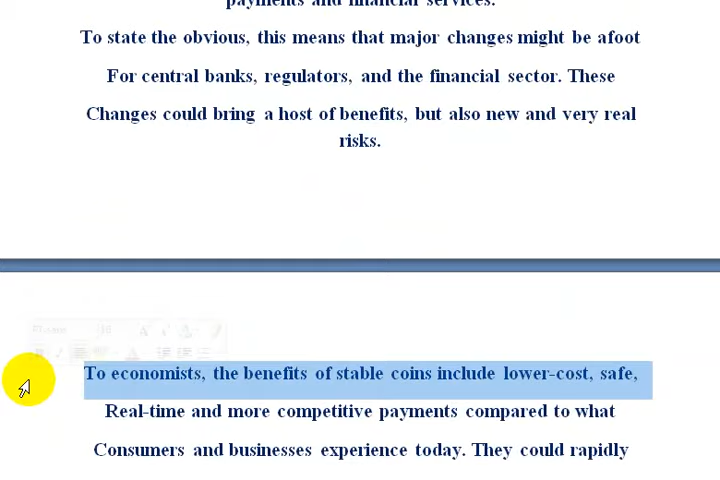 payments and financial services.
To state the obvious, this means that major changes might be afoot
For central banks, regulators, and the financial sector. These
Changes could bring a host of benefits, but also new and very real
risks.
To economists, the benefits of stable coins include lower-cost, safe,
Real-time and more competitive payments compared to what
Consumers and businesses experience today. They could rapidly